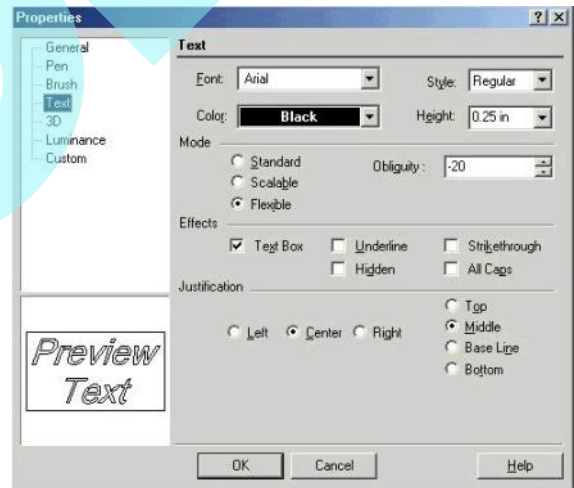 Properties
General
Pen
Brush
Text
3D
Luminance
Custom
Text
Font: Arial Style: Regular
Color: Black Height: 0.25 in
Mode
Standard Obliguity: -20
Scalable
Flexible
Effects
Text Box Underline Strikethrough
Hidden All Caps
Justification
Top
Left Center Right Middle
Base Line
Bottom
Preview
Text
OK Cancel Help